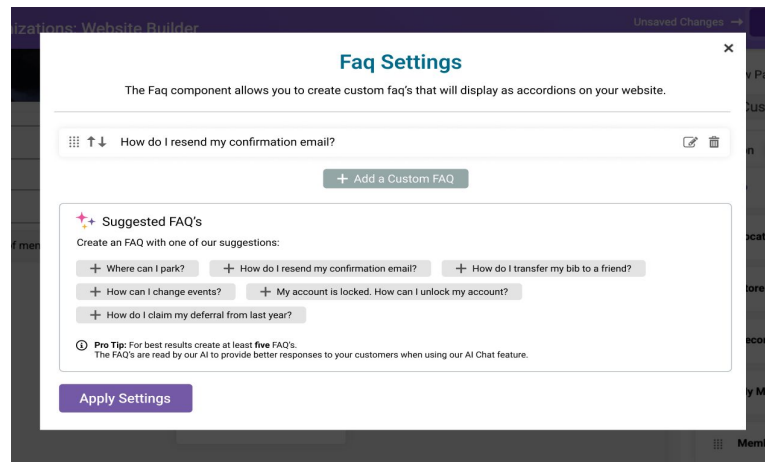 izations: Website Builder
Unsaved Changes →
×
Faq Settings
The Faq component allows you to create custom faq's that will display as accordions on your website.
How do I resend my confirmation email?
+ Add a Custom FAQ
Suggested FAQ's
Create an FAQ with one of our suggestions:
+ Where can I park? + How do I resend my confirmation email? + How do I transfer my bib to a friend?
+ How can I change events? + My account is locked. How can I unlock my account?
+ How do I claim my deferral from last year?
Pro Tip: For best results create at least five FAQ's.
The FAQ's are read by our AI to provide better responses to your customers when using our AI Chat feature.
Apply Settings